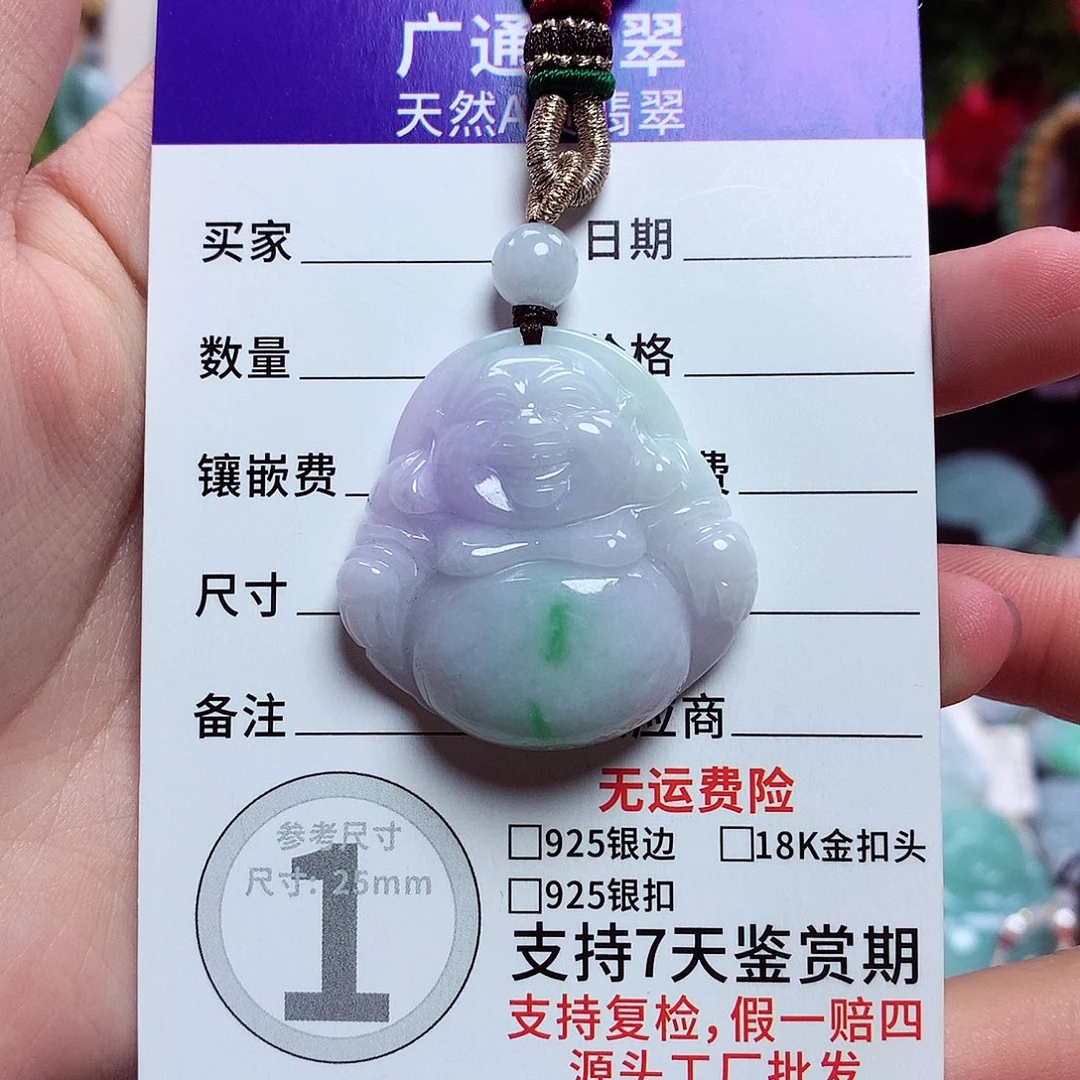 广通 翠
天然A 翡翠
买家 日期
数量 价格
镶嵌费 费
尺寸
备注 应商
无运费险
参考尺寸
尺寸: 25mm
1
□925银边 □18K金扣头
□925银扣
支持7天鉴赏期
支持复检,假一赔四
源头工厂批发